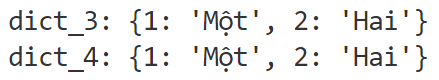 dict_3: {1: 'Một', 2: 'Hai'}
dict_4: {1: 'Một', 2: 'Hai'}